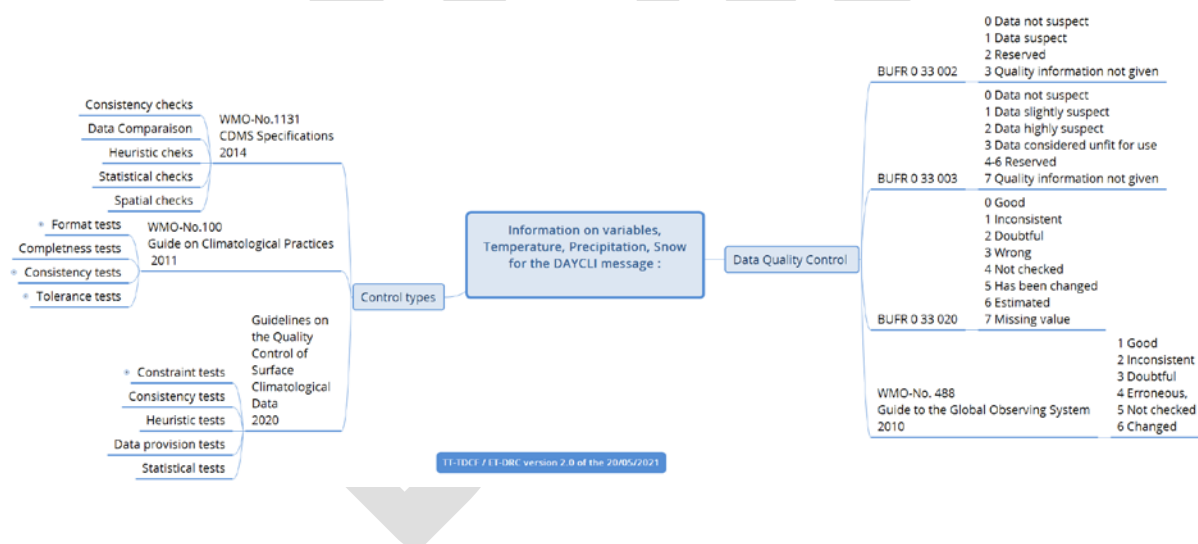 Consistency checks
Data Comparaison
Heuristic cheks
Statistical checks
Spatial checks
WMO-No.1131
CDMS Specifications
2014
Format tests
Completness tests
Consistency tests
Tolerance tests
WMO-No.100
Guide on Climatological Practices
2011
Constraint tests
Consistency tests
Heuristic tests
Data provision tests
Statistical tests
Guidelines on
the Quality
Control of
Surface
Climatological
Data
2020
Control types
Information on variables,
Temperature, Precipitation, Snow
for the DAYCLI message :
Data Quality Control
BUFR 0 33 002
0 Data not suspect
1 Data suspect
2 Reserved
3 Quality information not given
BUFR 0 33 003
0 Data not suspect
1 Data slightly suspect
2 Data highly suspect
3 Data considered unfit for use
4-6 Reserved
7 Quality information not given
BUFR 0 33 020
0 Good
1 Inconsistent
2 Doubtful
3 Wrong
4 Not checked
5 Has been changed
6 Estimated
7 Missing value
WMO-No. 488
Guide to the Global Observing System
2010
1 Good
2 Inconsistent
3 Doubtful
4 Erroneous,
5 Not checked
6 Changed
TT-TDCF / ET-DRC version 2.0 of the 20/05/2021